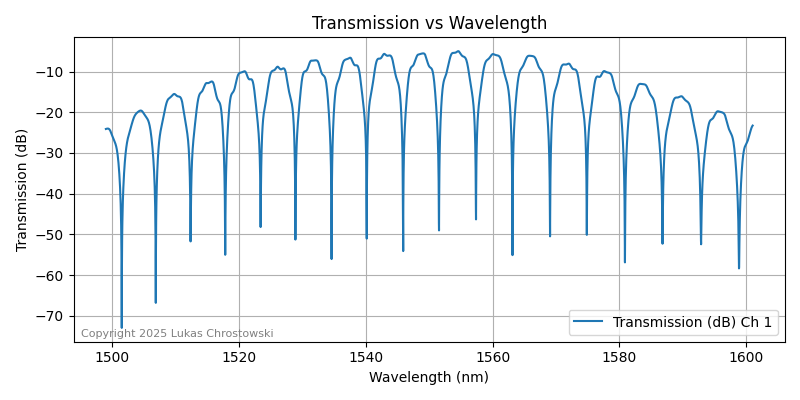 Transmission vs Wavelength
Transmission (dB)
−10
−20
−30
−40
−50
−60
−70
Copyright 2025 Lukas Chrostowski
Transmission (dB) Ch 1
1500 1520 1540 1560 1580 1600
Wavelength (nm)